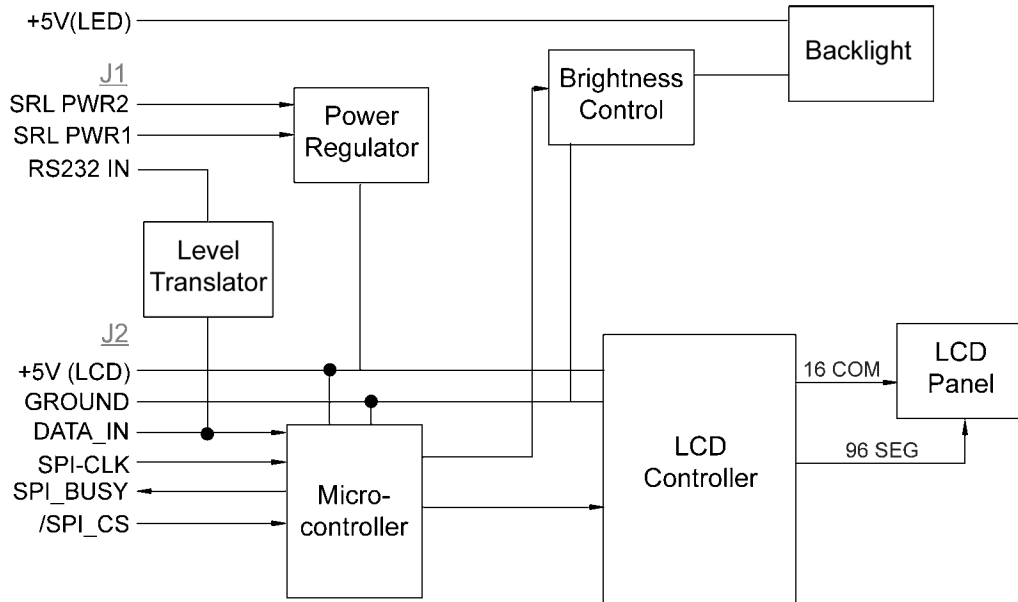 +5V(LED)
Backlight
J1
Brightness
Control
SRL PWR2
SRL PWR1
RS232 IN
Power
Regulator
Level
Translator
J2
+5V (LCD)
GROUND
DATA_IN
SPI-CLK
SPI_BUSY
/SPI_CS
Micro-
controller
LCD
Controller
16 COM
96 SEG
LCD
Panel